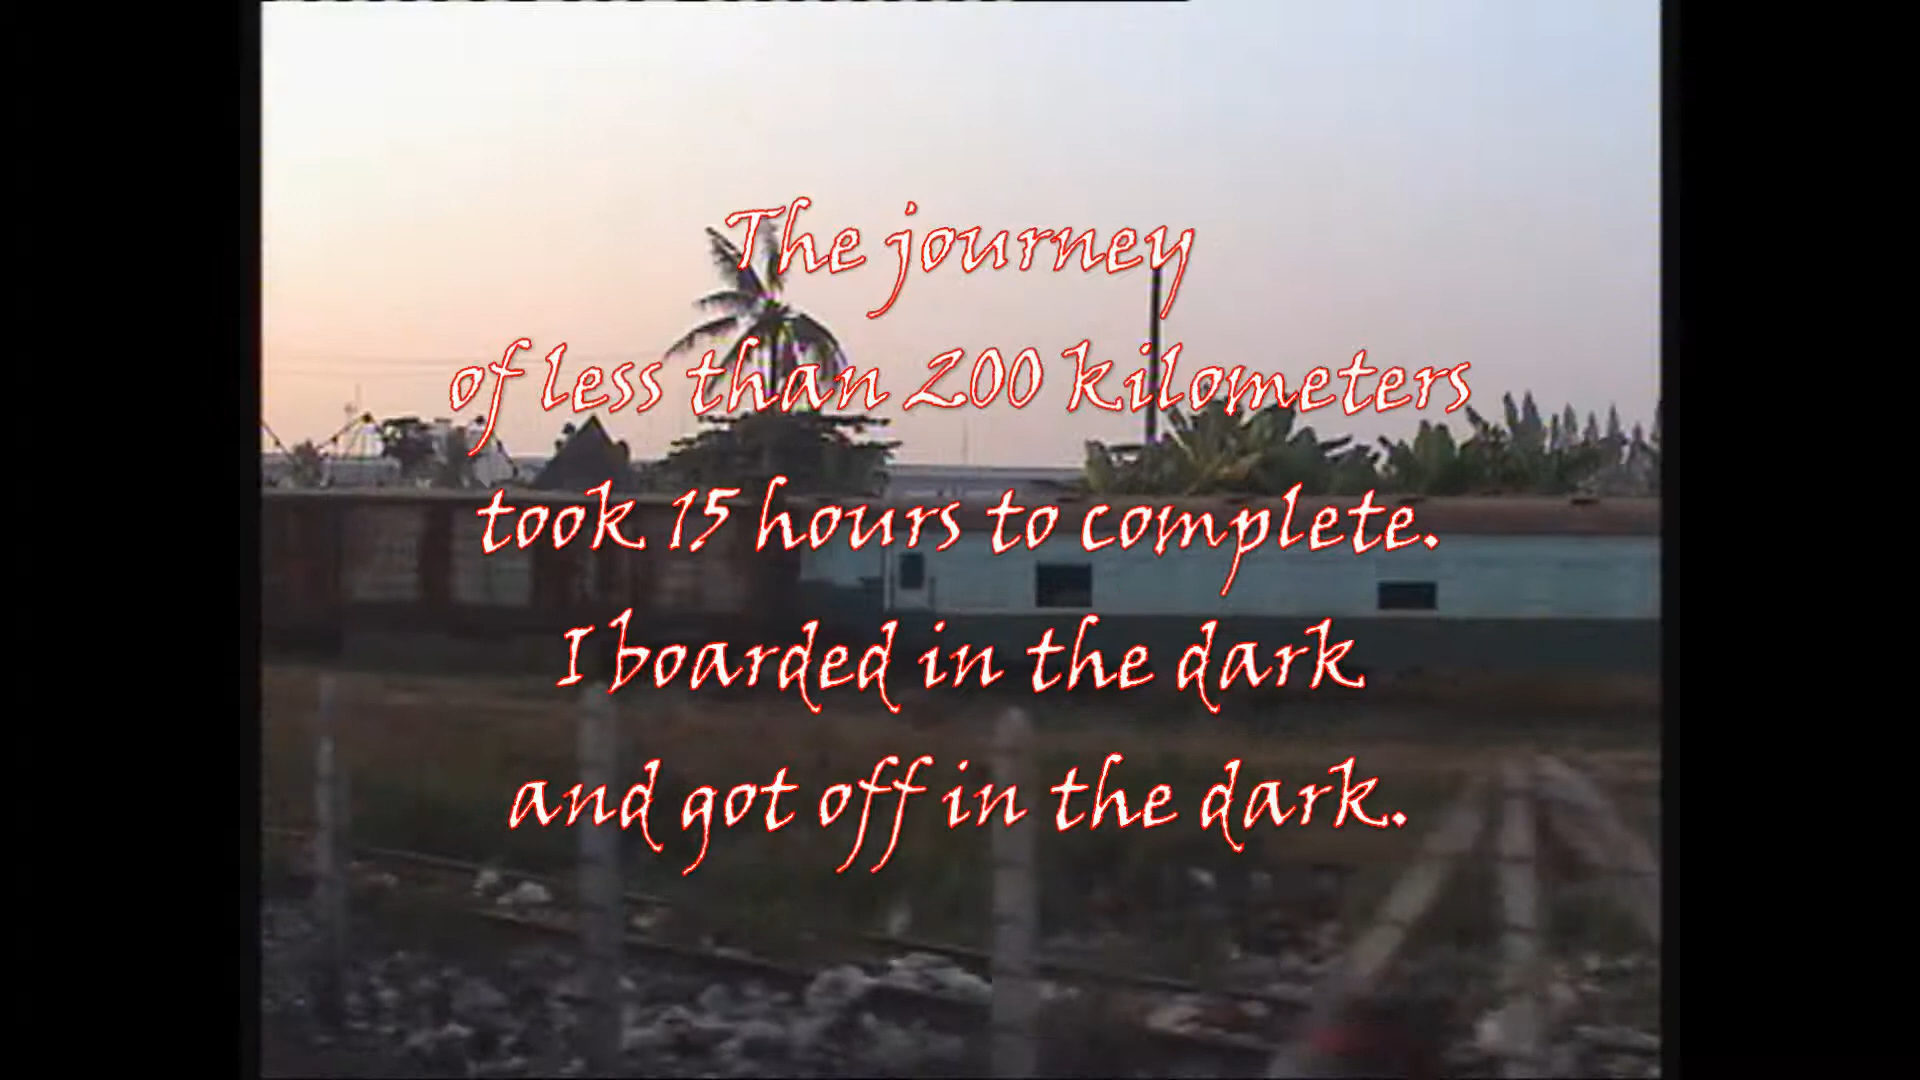 The journey
of less than 200 kilometers
took 15 hours to complete.
I boarded in the dark
and got off in the dark.